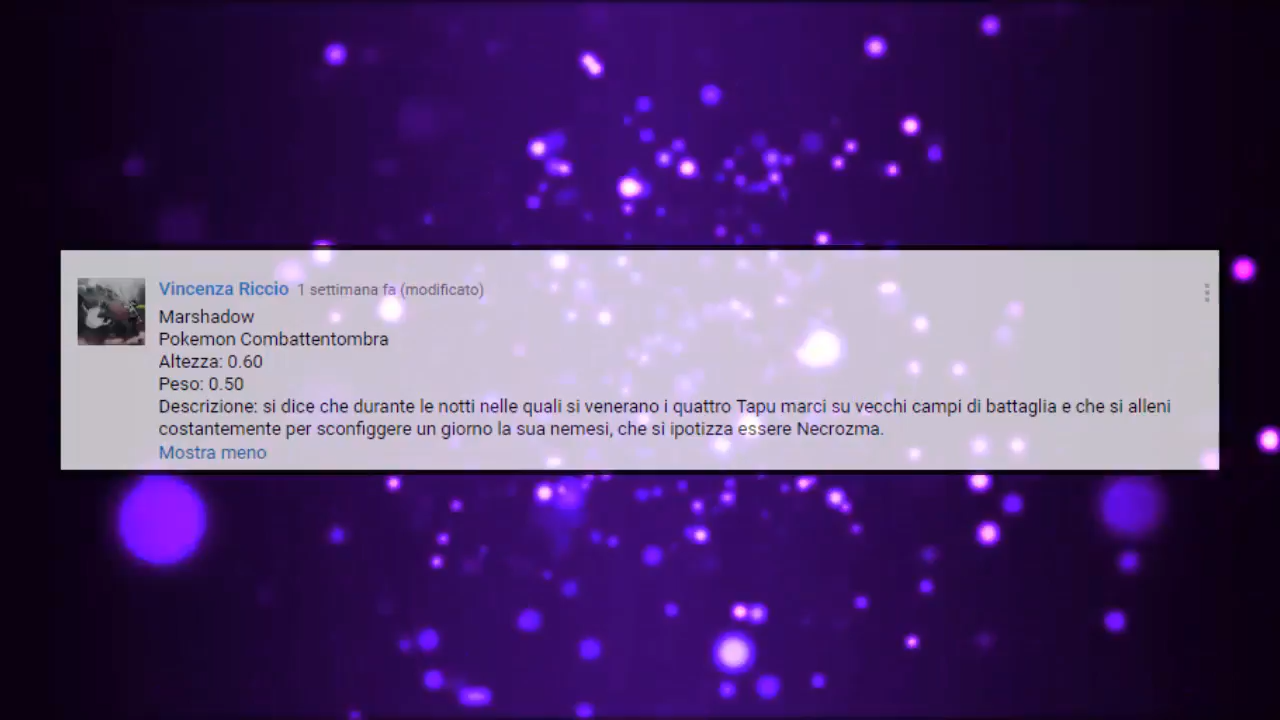 Vincenza Riccio 1 settimana fa (modificato)
Marshadow
Pokemon Combattentombra
Altezza: 0.60
Peso: 0.50
Descrizione: si dice che durante le notti nelle quali si venerano i quattro Tapu marci su vecchi campi di battaglia e che si alleni
costantemente per sconfiggere un giorno la sua nemesi, che si ipotizza essere Necrozma.
Mostra meno